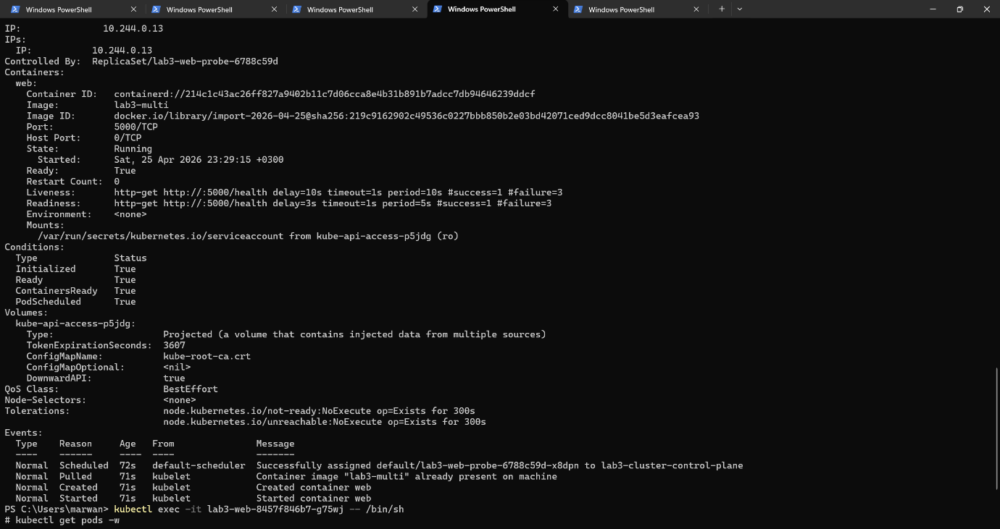 Windows PowerShell
Windows PowerShell
Windows PowerShell
Windows PowerShell
Windows PowerShell
IP:               10.244.0.13
IPs:
  IP:           10.244.0.13
Controlled By:  ReplicaSet/lab3-web-probe-6788c59d
Containers:
  web:
    Container ID:   containerd://214c1c43ac26ff827a9402b11c7d06cca8e4b31b891b7adcc7db94646239ddcf
    Image:          lab3-multi
    Image ID:       docker.io/library/import-2026-04-25@sha256:219c9162902c49536c0227bbb850b2e03bd42071ced9dcc8041be5d3eafcea93
    Port:           5000/TCP
    Host Port:      0/TCP
    State:          Running
      Started:      Sat, 25 Apr 2026 23:29:15 +0300
    Ready:          True
    Restart Count:  0
    Liveness:       http-get http://:5000/health delay=10s timeout=1s period=10s #success=1 #failure=3
    Readiness:      http-get http://:5000/health delay=3s timeout=1s period=5s #success=1 #failure=3
    Environment:    <none>
    Mounts:
      /var/run/secrets/kubernetes.io/serviceaccount from kube-api-access-p5jdg (ro)
Conditions:
  Type              Status
  Initialized       True
  Ready             True
  ContainersReady   True
  PodScheduled      True
Volumes:
  kube-api-access-p5jdg:
    Type:                    Projected (a volume that contains injected data from multiple sources)
    TokenExpirationSeconds:  3607
    ConfigMapName:           kube-root-ca.crt
    ConfigMapOptional:       <nil>
    DownwardAPI:             true
QoS Class:                   BestEffort
Node-Selectors:              <none>
Tolerations:                 node.kubernetes.io/not-ready:NoExecute op=Exists for 300s
                             node.kubernetes.io/unreachable:NoExecute op=Exists for 300s
Events:
  Type    Reason     Age   From               Message
  ----    ------     ----  ----               -------
  Normal  Scheduled  72s   default-scheduler  Successfully assigned default/lab3-web-probe-6788c59d-x8dpn to lab3-cluster-control-plane
  Normal  Pulled     71s   kubelet            Container image "lab3-multi" already present on machine
  Normal  Created    71s   kubelet            Created container web
  Normal  Started    71s   kubelet            Started container web
PS C:\Users\marwan> kubectl exec -it lab3-web-8457f846b7-g75wj -- /bin/sh
# kubectl get pods -w